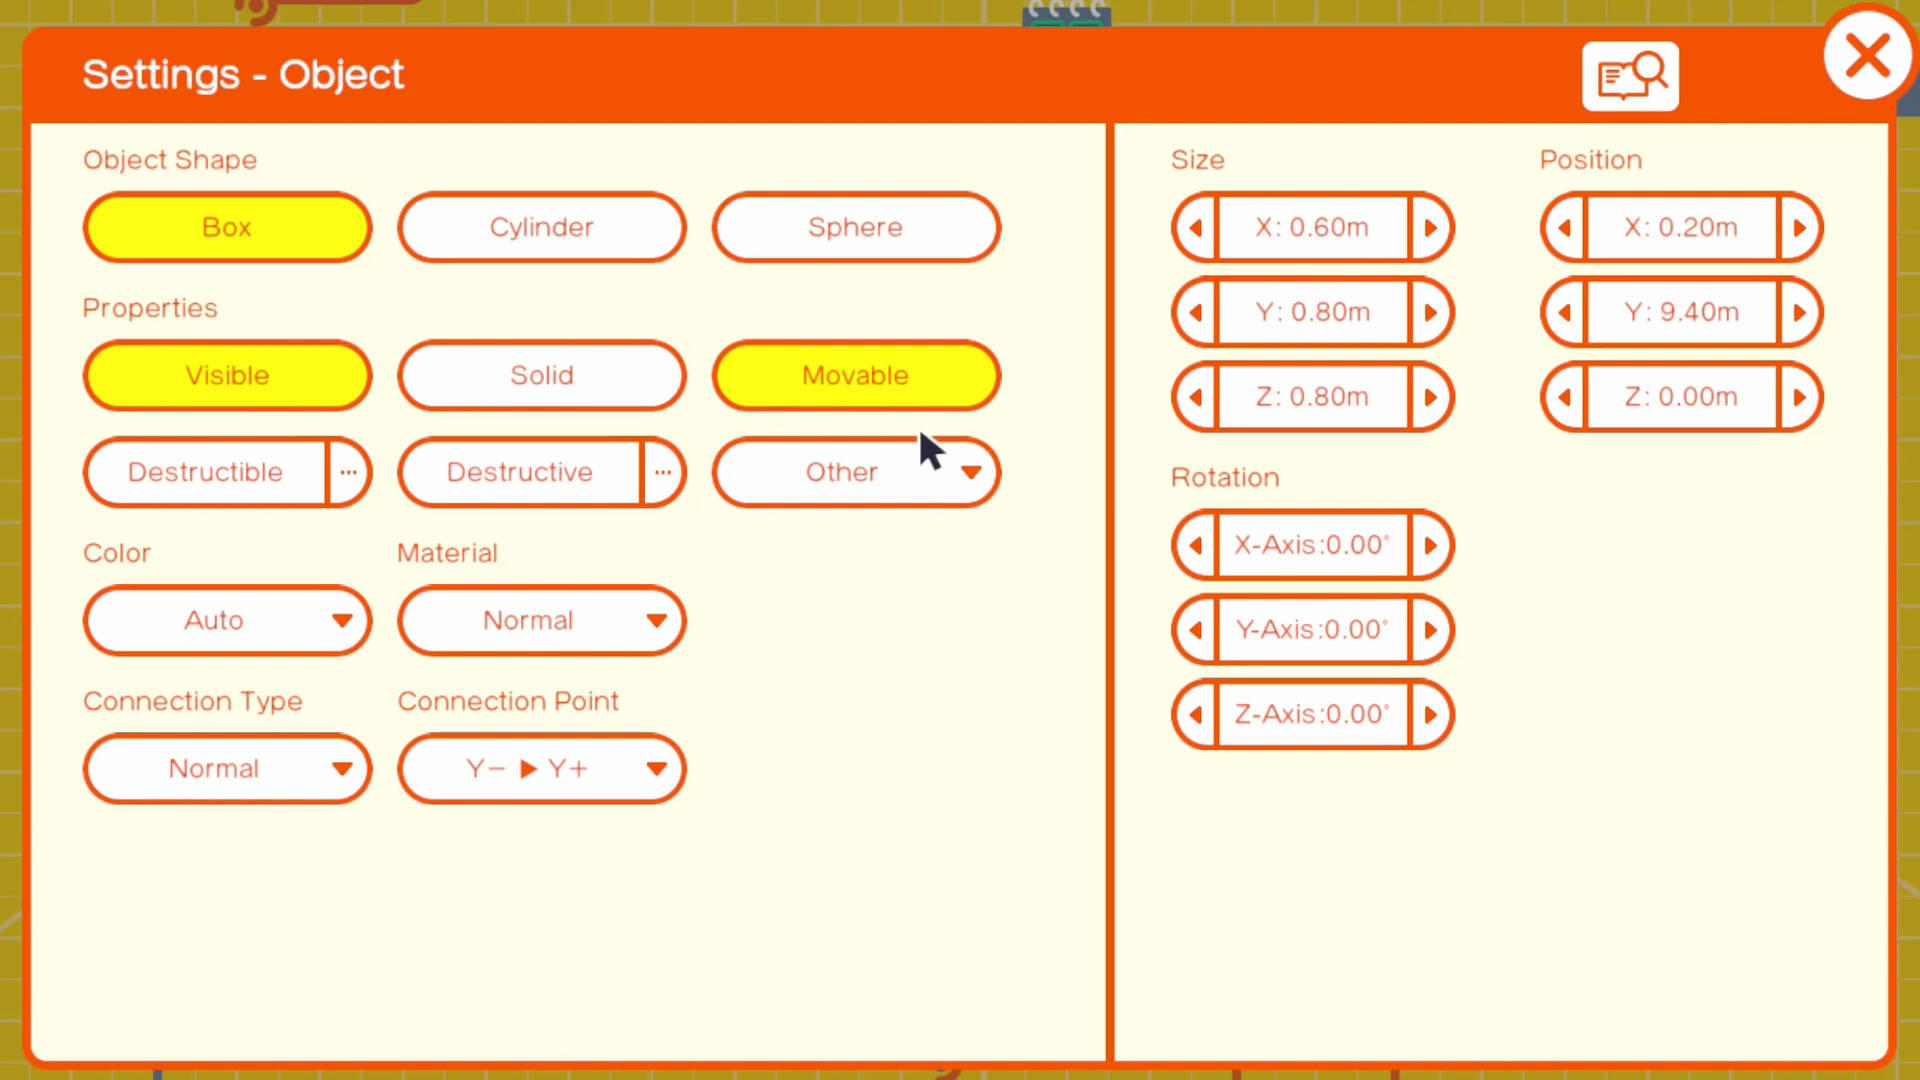 Settings - Object
Object Shape
Box
Cylinder
Sphere
Properties
Visible
Solid
Movable
Destructible ...
Destructive ...
Other
Color
Material
Auto
Normal
Connection Type
Connection Point
Normal
Y− ▶ Y+
Size
Position
X: 0.60m
X: 0.20m
Y: 0.80m
Y: 9.40m
Z: 0.80m
Z: 0.00m
Rotation
X-Axis:0.00°
Y-Axis:0.00°
Z-Axis:0.00°